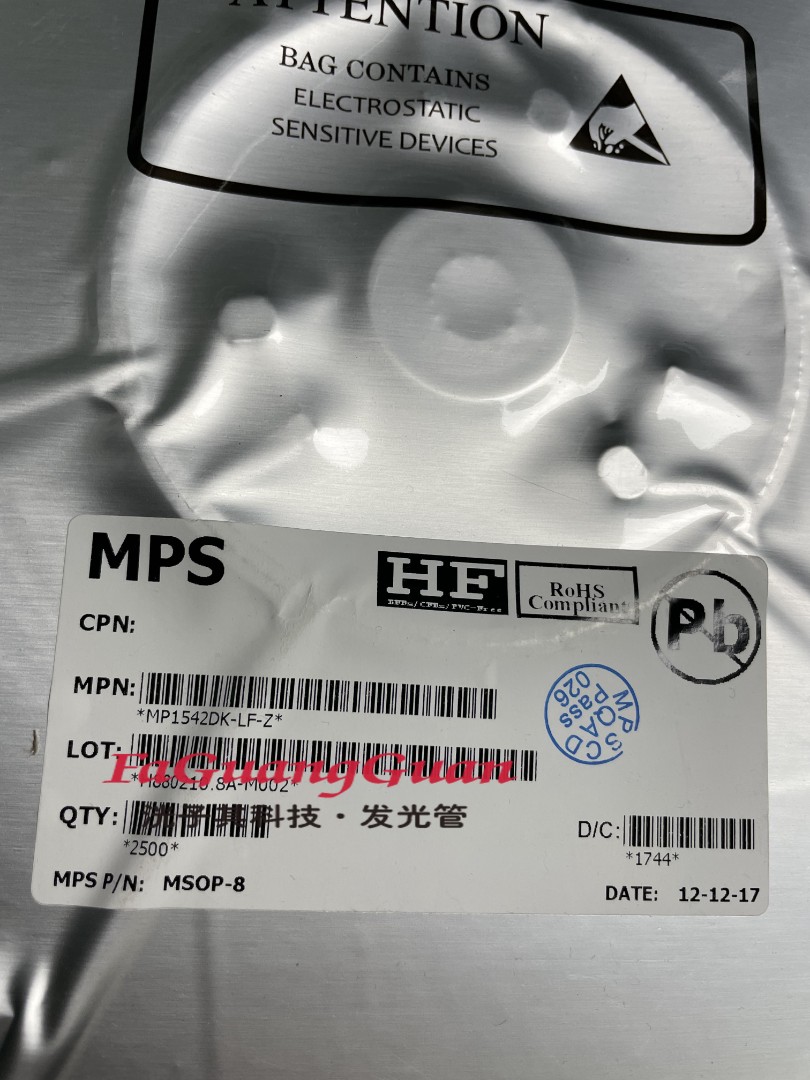 ATTENTION
BAG CONTAINS
ELECTROSTATIC
SENSITIVE DEVICES
MPS
HF
RoHS
Compliant
Pb
CPN:
MPN:
*MP1542DK-LF-Z*
SCD
QA
Pass
026
LOT:
FaGuangGuan
科技·发光管
QTY:
*2500*
D/C:
*1744*
MPS P/N: MSOP-8
DATE: 12-12-17